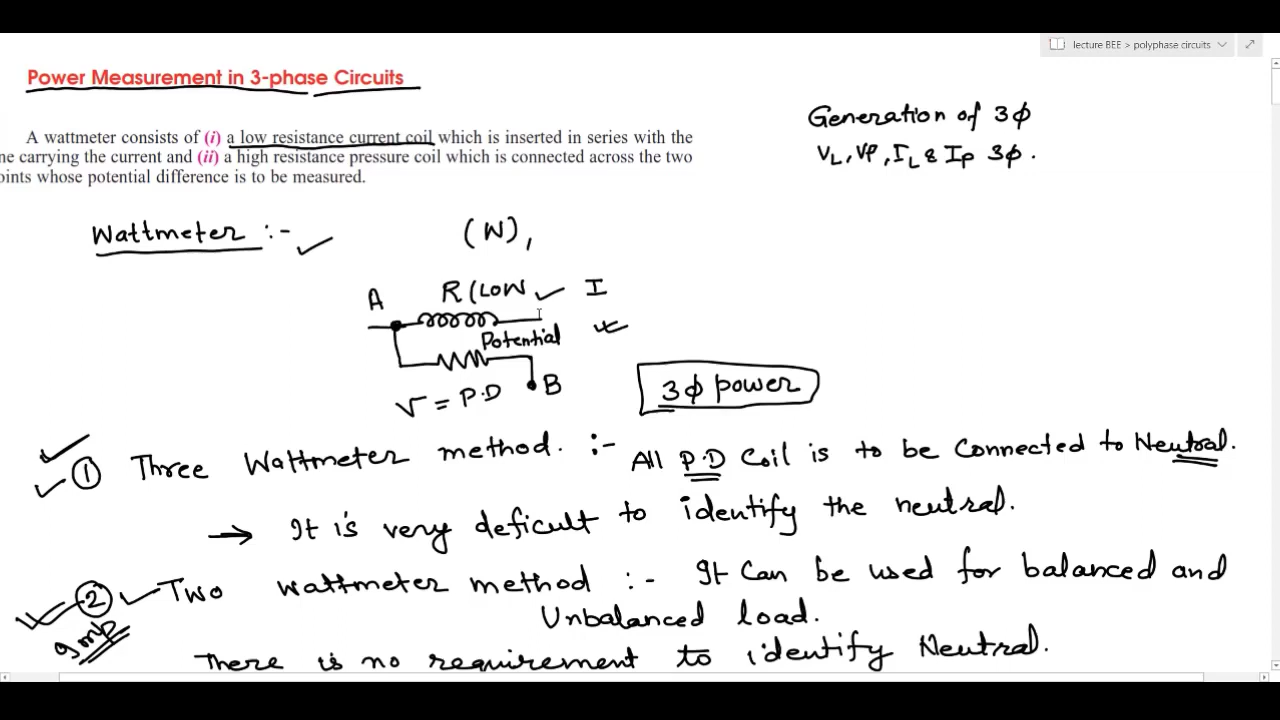 lecture BEE > polyphase circuits
Power Measurement in 3-phase Circuits
Generation of 3ϕ
VL, VP, IL & IP 3ϕ.
A wattmeter consists of (i) a low resistance current coil which is inserted in series with the
ne carrying the current and (ii) a high resistance pressure coil which is connected across the two
oints whose potential difference is to be measured.
Wattmeter :-
(W),
A
R (LOW
I
Potential
B
V = P.D
3ϕ power
① Three Wattmeter method. :- All P.D Coil is to be Connected to Neutral.
→ It is very deficult to identify the neutral.
② Two Wattmeter method :- It Can be used for balanced and
Unbalanced load.
Imp
There is no requirement to identify Neutral.